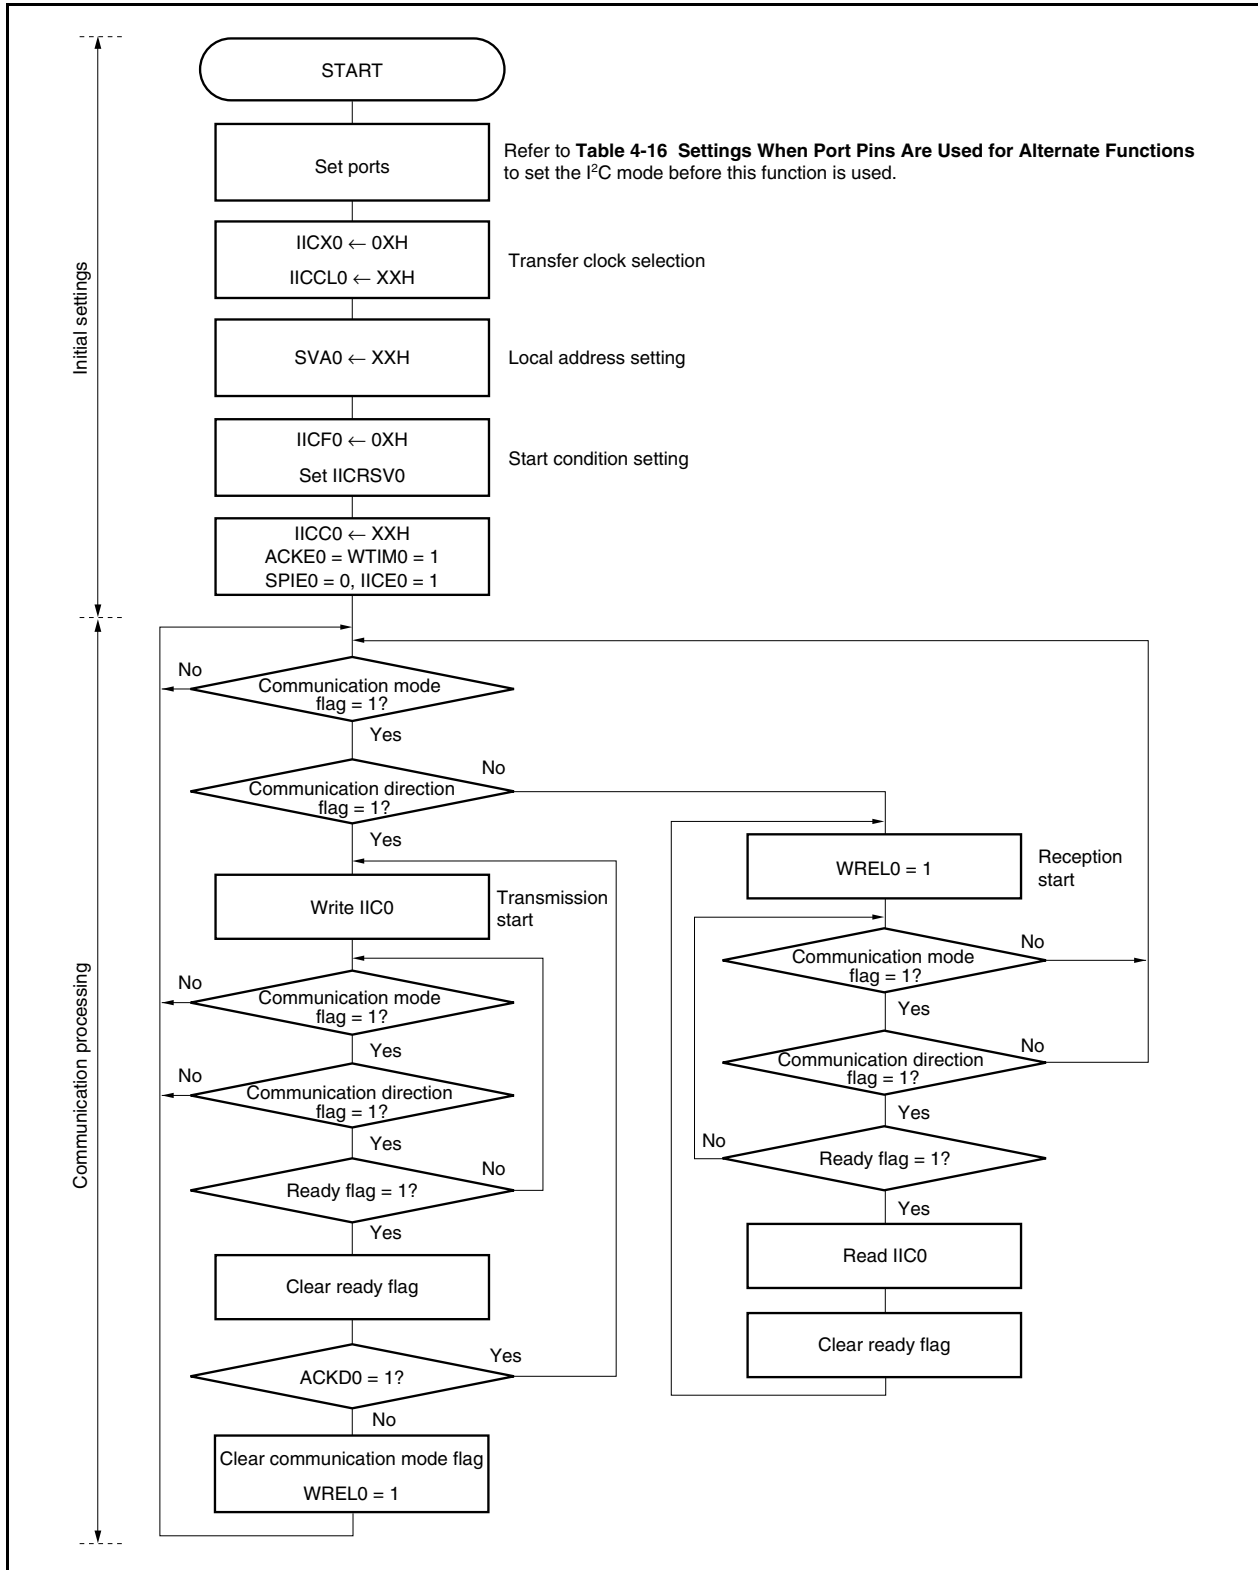 START
Set ports
Refer to Table 4-16 Settings When Port Pins Are Used for Alternate Functions
to set the I²C mode before this function is used.
IICX0 ← 0XH
IICCL0 ← XXH
Transfer clock selection
SVA0 ← XXH
Local address setting
IICF0 ← 0XH
Set IICRSV0
Start condition setting
IICC0 ← XXH
ACKE0 = WTIM0 = 1
SPIE0 = 0, IICE0 = 1
Initial settings
No
Communication mode
flag = 1?
Yes
No
Communication direction
flag = 1?
Yes
Write IIC0
Transmission
start
No
Communication mode
flag = 1?
Yes
No
Communication direction
flag = 1?
Yes
No
Ready flag = 1?
Yes
Clear ready flag
Yes
ACKD0 = 1?
No
Clear communication mode flag
WREL0 = 1
WREL0 = 1
Reception
start
No
Communication mode
flag = 1?
Yes
No
Communication direction
flag = 1?
Yes
No
Ready flag = 1?
Yes
Read IIC0
Clear ready flag
Communication processing